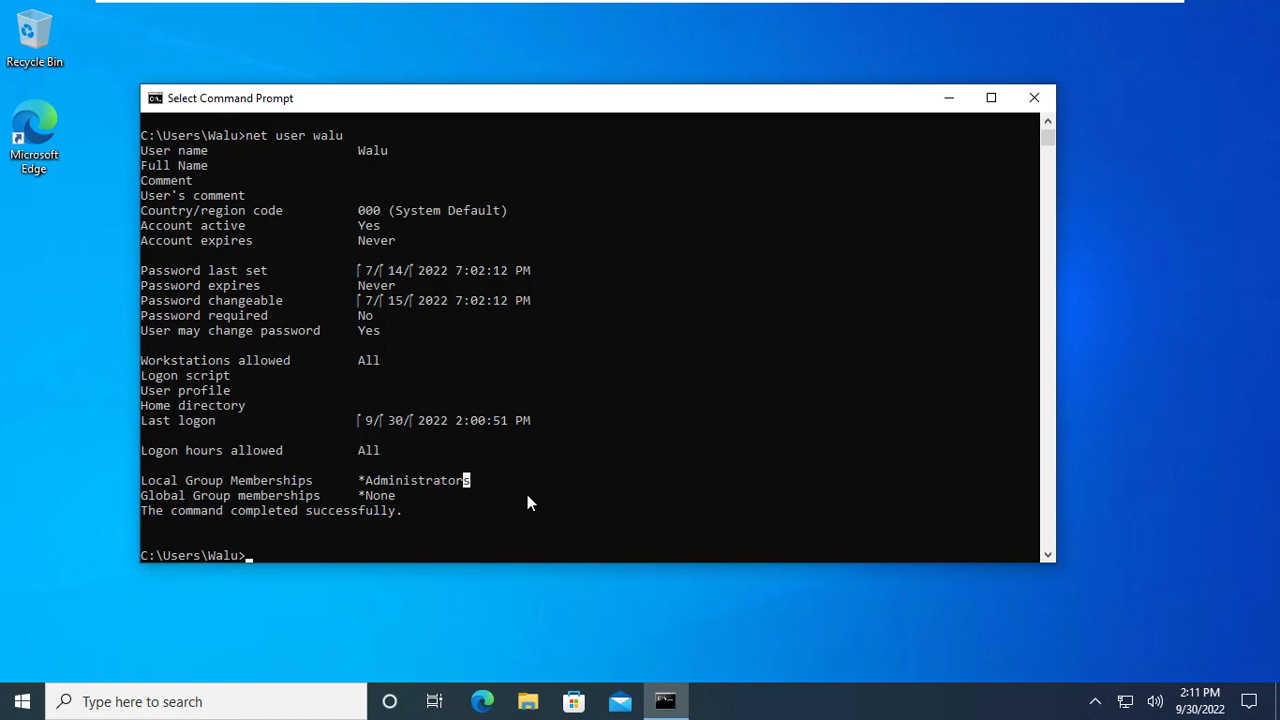 Recycle Bin
Microsoft
Edge
Select Command Prompt
C:\Users\Walu>net user walu
User name Walu
Full Name
Comment
User's comment
Country/region code 000 (System Default)
Account active Yes
Account expires Never
Password last set 7/ 14/ 2022 7:02:12 PM
Password expires Never
Password changeable 7/ 15/ 2022 7:02:12 PM
Password required No
User may change password Yes
Workstations allowed All
Logon script
User profile
Home directory
Last logon 9/ 30/ 2022 2:00:51 PM
Logon hours allowed All
Local Group Memberships *Administrators
Global Group memberships *None
The command completed successfully.
C:\Users\Walu>
Type here to search
2:11 PM
9/30/2022